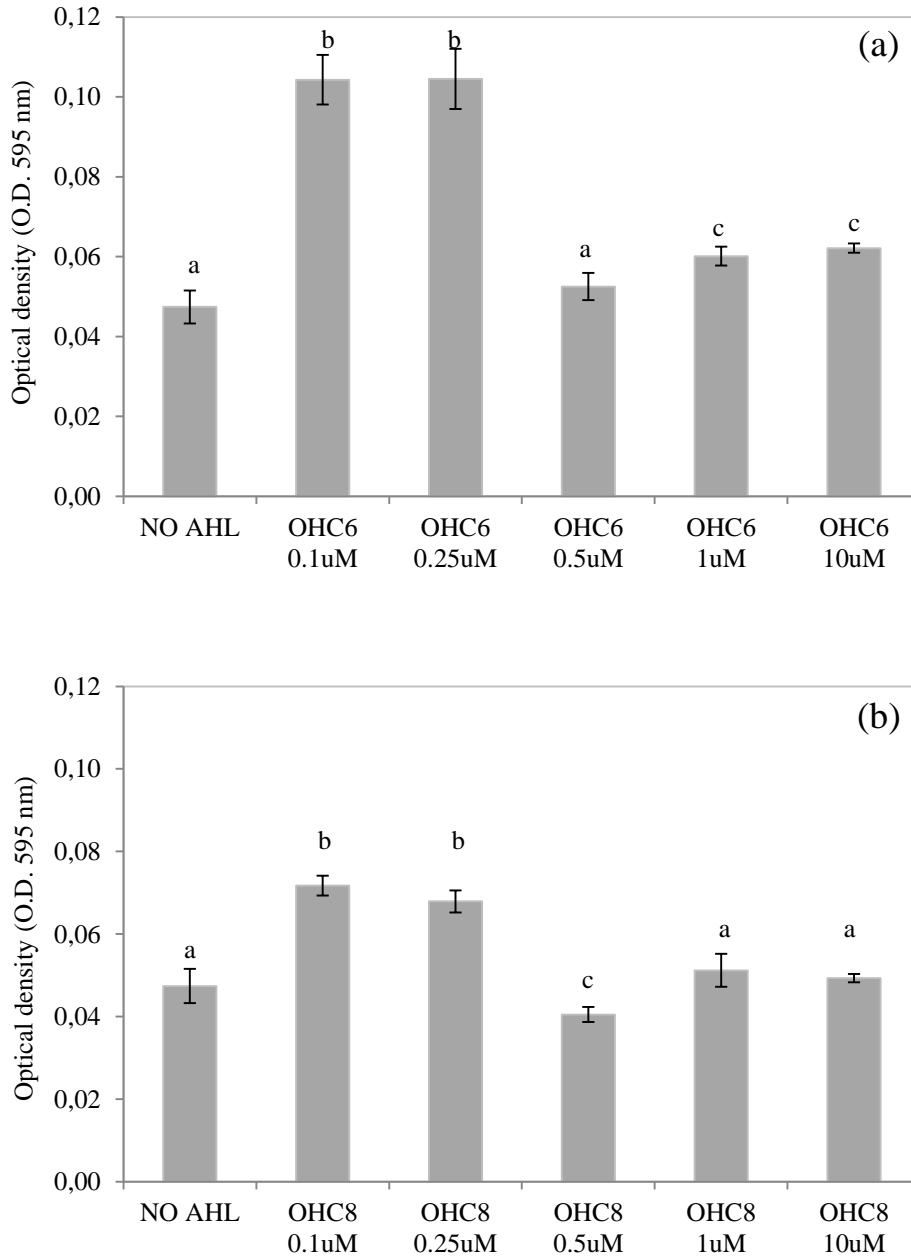 (a)
Optical density (O.D. 595 nm)
0,12
0,10
0,08
0,06
0,04
0,02
0,00
a
b
b
a
c
c
NO AHL
OHC6
0.1uM
OHC6
0.25uM
OHC6
0.5uM
OHC6
1uM
OHC6
10uM
(b)
Optical density (O.D. 595 nm)
0,12
0,10
0,08
0,06
0,04
0,02
0,00
a
b
b
c
a
a
NO AHL
OHC8
0.1uM
OHC8
0.25uM
OHC8
0.5uM
OHC8
1uM
OHC8
10uM